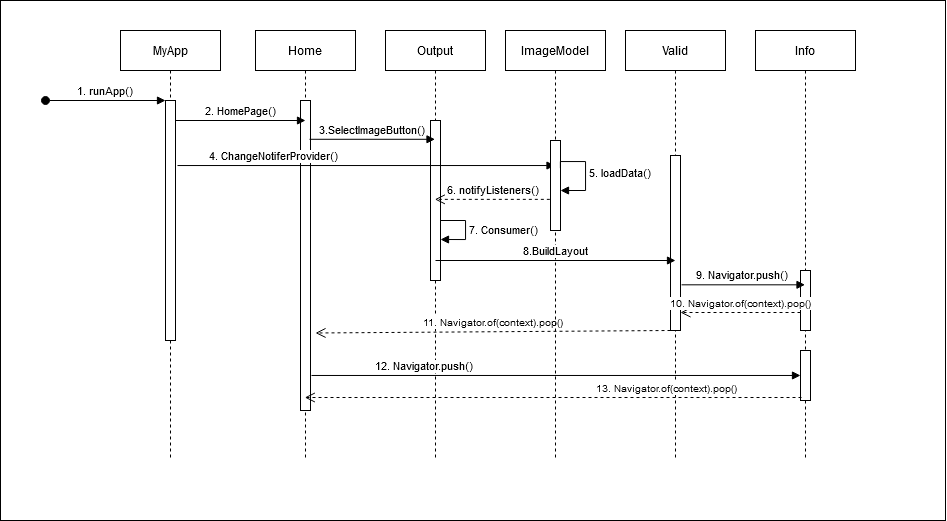 MyApp
Home
Output
ImageModel
Valid
Info
1. runApp()
2. HomePage()
3.SelectImageButton()
4. ChangeNotiferProvider()
5. loadData()
6. notifyListeners()
7. Consumer()
8.BuildLayout
9. Navigator.push()
10. Navigator.of(context).pop()
11. Navigator.of(context).pop()
12. Navigator.push()
13. Navigator.of(context).pop()